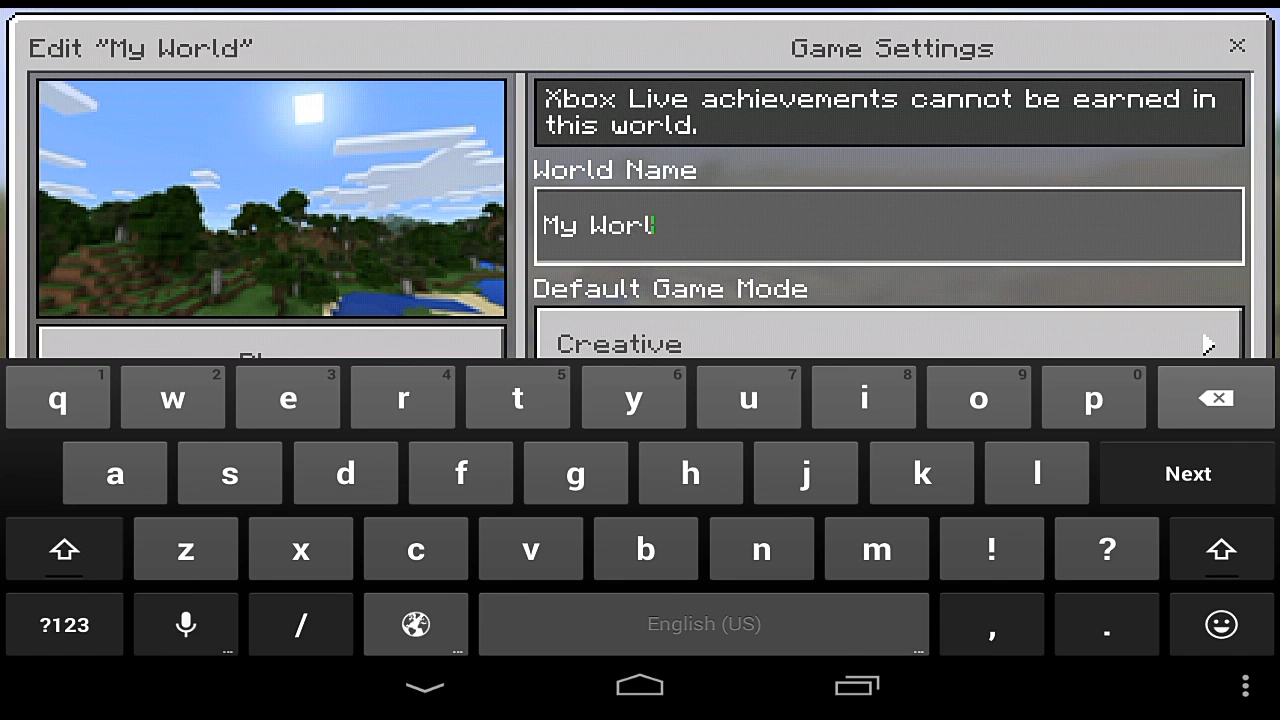 Edit "My World"
Game Settings
Xbox Live achievements cannot be earned in
this world.
World Name
My Worl
Default Game Mode
Creative
q 1 w 2 e 3 r 4 t 5 y 6 u 7 i 8 o 9 p 0
a s d f g h j k l Next
z x c v b n m ! ?
?123 / English (US) , .